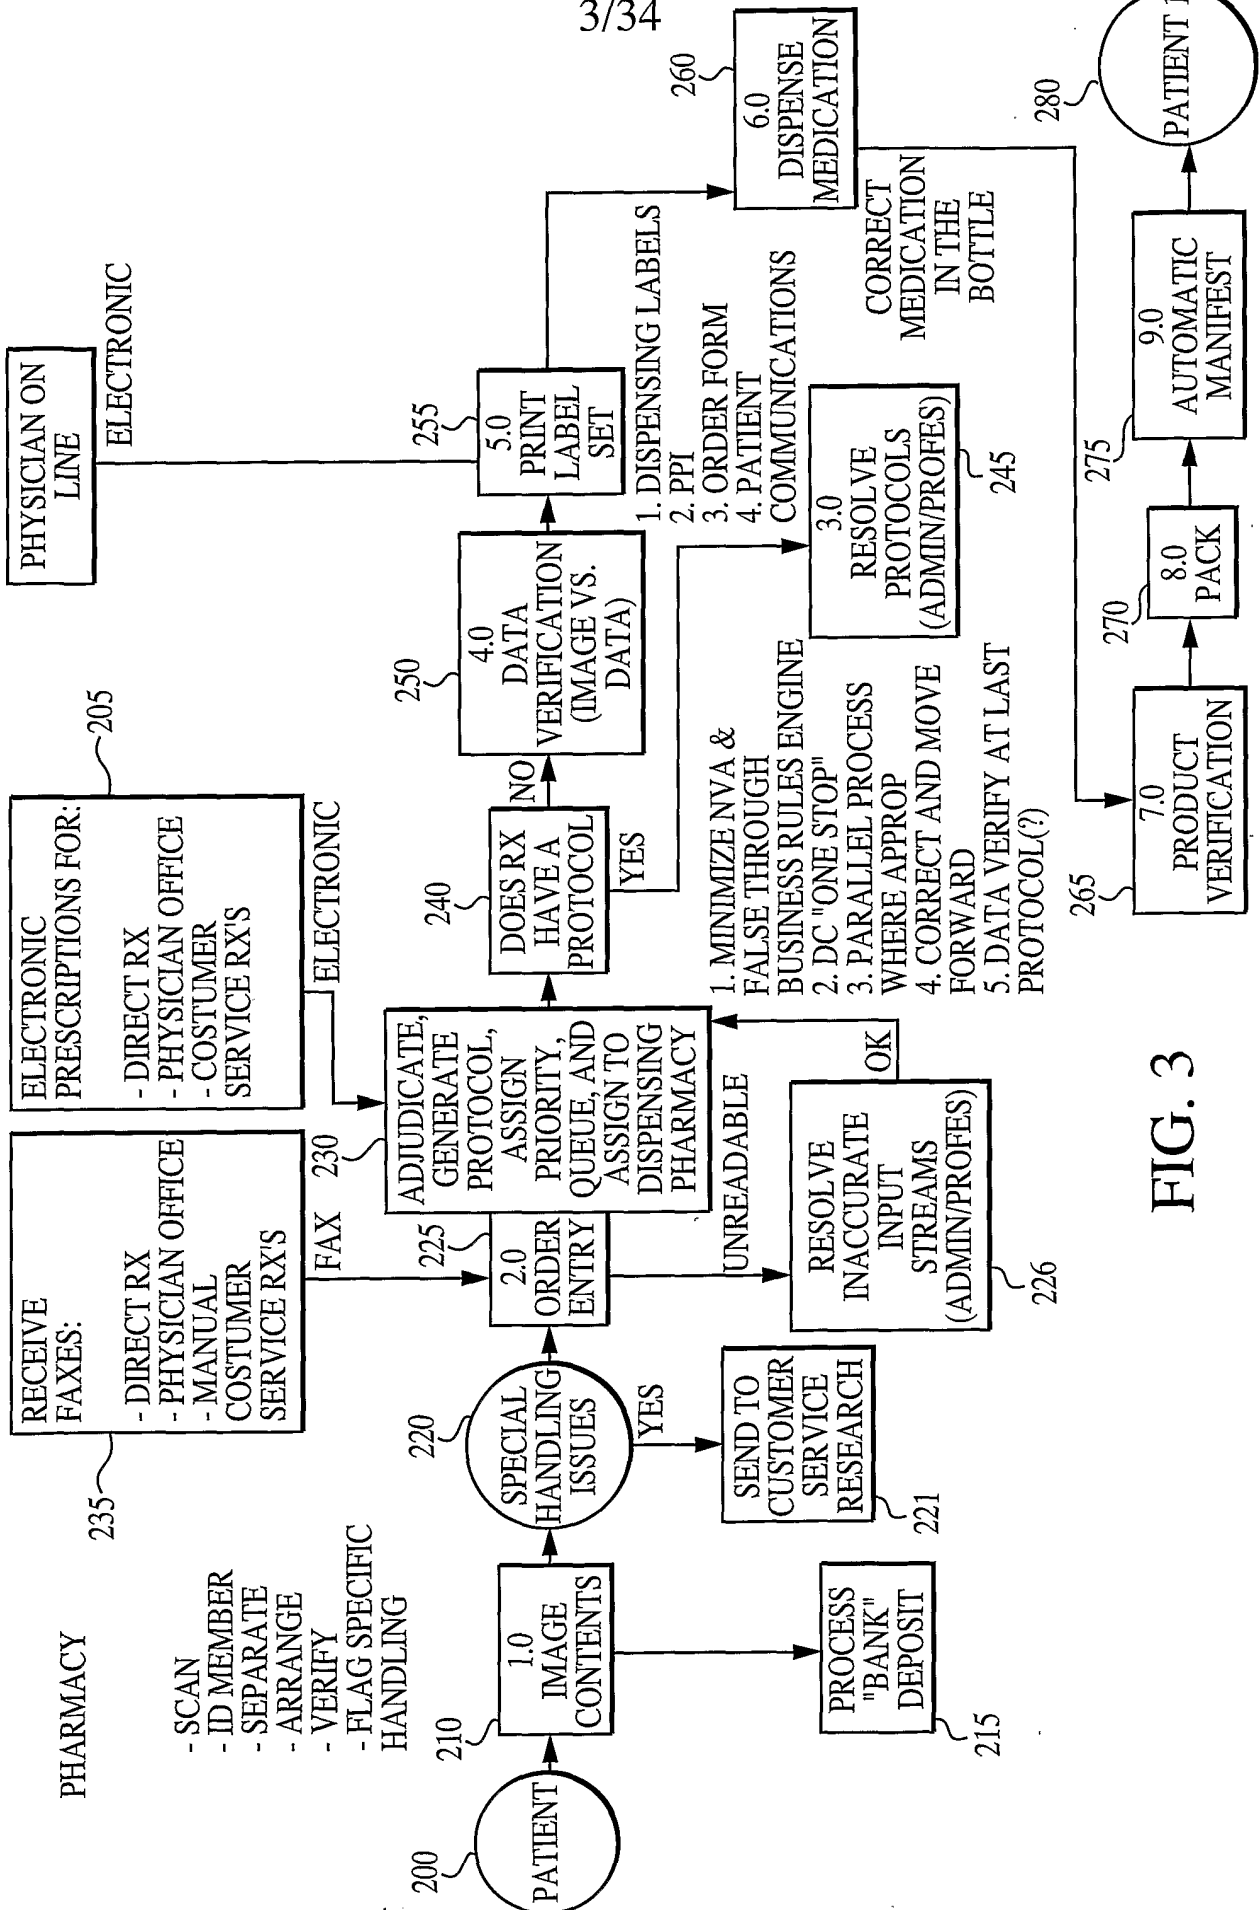 3/34
PHARMACY
- SCAN
- ID MEMBER
- SEPARATE
- ARRANGE
- VERIFY
- FLAG SPECIFIC
HANDLING
RECEIVE
FAXES:
- DIRECT RX
- PHYSICIAN OFFICE
- MANUAL
COSTUMER
SERVICE RX'S
235
FAX
ELECTRONIC
PRESCRIPTIONS FOR:
- DIRECT RX
- PHYSICIAN OFFICE
- COSTUMER
SERVICE RX'S
205
ELECTRONIC
PHYSICIAN ON
LINE
ELECTRONIC
200
PATIENT
210
1.0
IMAGE
CONTENTS
PROCESS
"BANK"
DEPOSIT
215
220
SPECIAL
HANDLING
ISSUES
YES
SEND TO
CUSTOMER
SERVICE
RESEARCH
221
225
2.0
ORDER
ENTRY
UNREADABLE
RESOLVE
INACCURATE
INPUT
STREAMS
(ADMIN/PROFES)
226
OK
230
ADJUDICATE,
GENERATE
PROTOCOL,
ASSIGN
PRIORITY,
QUEUE, AND
ASSIGN TO
DISPENSING
PHARMACY
240
DOES RX
HAVE A
PROTOCOL
NO
YES
1. MINIMIZE NVA &
FALSE THROUGH
BUSINESS RULES ENGINE
2. DC "ONE STOP"
3. PARALLEL PROCESS
WHERE APPROP
4. CORRECT AND MOVE
FORWARD
5. DATA VERIFY AT LAST
PROTOCOL(?)
250
4.0
DATA
VERIFICATION
(IMAGE VS.
DATA)
3.0
RESOLVE
PROTOCOLS
(ADMIN/PROFES)
245
255
5.0
PRINT
LABEL
SET
1. DISPENSING LABELS
2. PPI
3. ORDER FORM
4. PATIENT
COMMUNICATIONS
260
6.0
DISPENSE
MEDICATION
CORRECT
MEDICATION
IN THE
BOTTLE
265
7.0
PRODUCT
VERIFICATION
270
8.0
PACK
275
9.0
AUTOMATIC
MANIFEST
280
PATIENT 1
FIG. 3